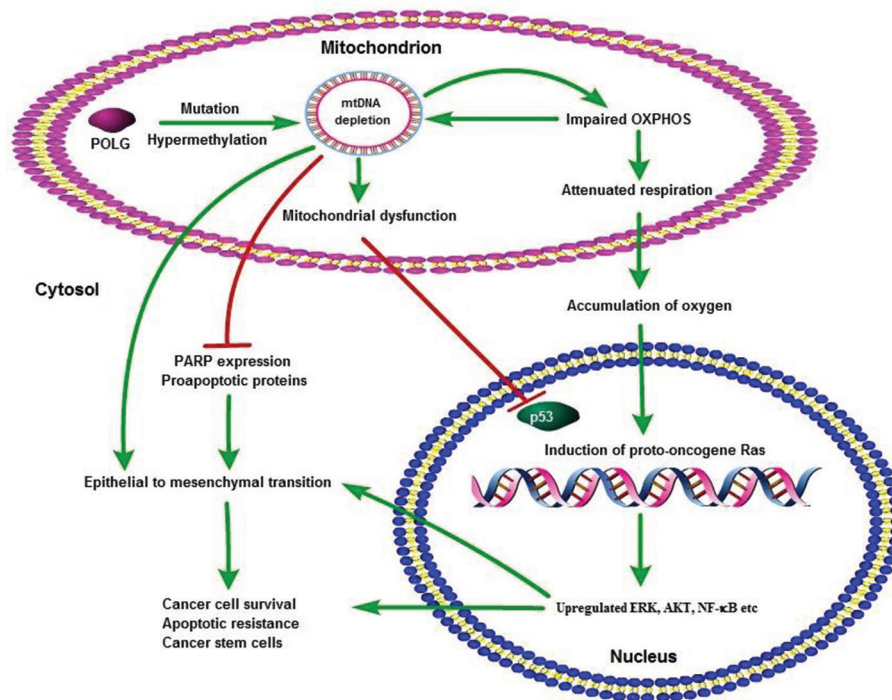 Mitochondrion
mtDNA
depletion
Mutation
Hypermethylation
POLG
Impaired OXPHOS
Attenuated respiration
Mitochondrial dysfunction
Cytosol
Accumulation of oxygen
PARP expression
Proapoptotic proteins
p53
Induction of proto-oncogene Ras
Epithelial to mesenchymal transition
Cancer cell survival
Apoptotic resistance
Cancer stem cells
Upregulated ERK, AKT, NF-κB etc
Nucleus